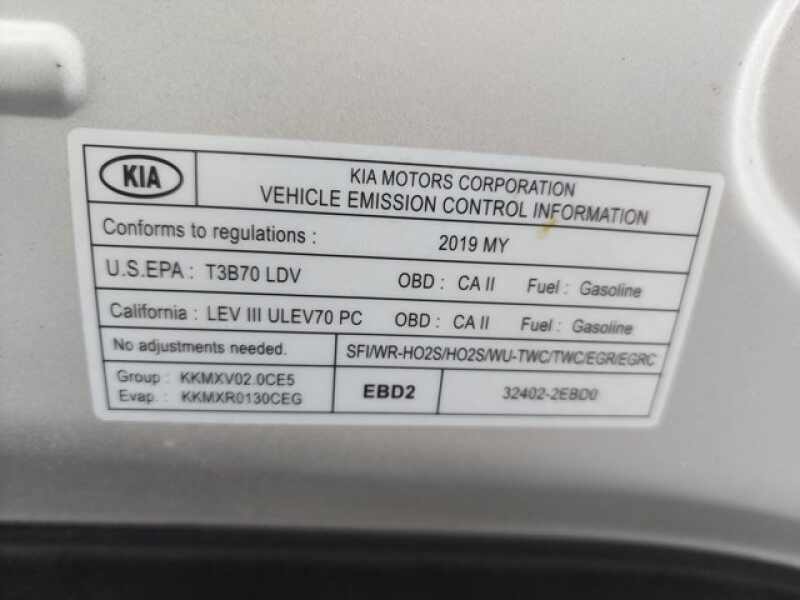 KIA
KIA MOTORS CORPORATION
VEHICLE EMISSION CONTROL INFORMATION
Conforms to regulations : 2019 MY
U.S.EPA : T3B70 LDV OBD : CA II Fuel : Gasoline
California : LEV III ULEV70 PC OBD : CA II Fuel : Gasoline
No adjustments needed. SFI/WR-HO2S/HO2S/WU-TWC/TWC/EGR/EGRC
Group : KKMXV02.0CE5
Evap. : KKMXR0130CEG
EBD2
32402-2EBD0